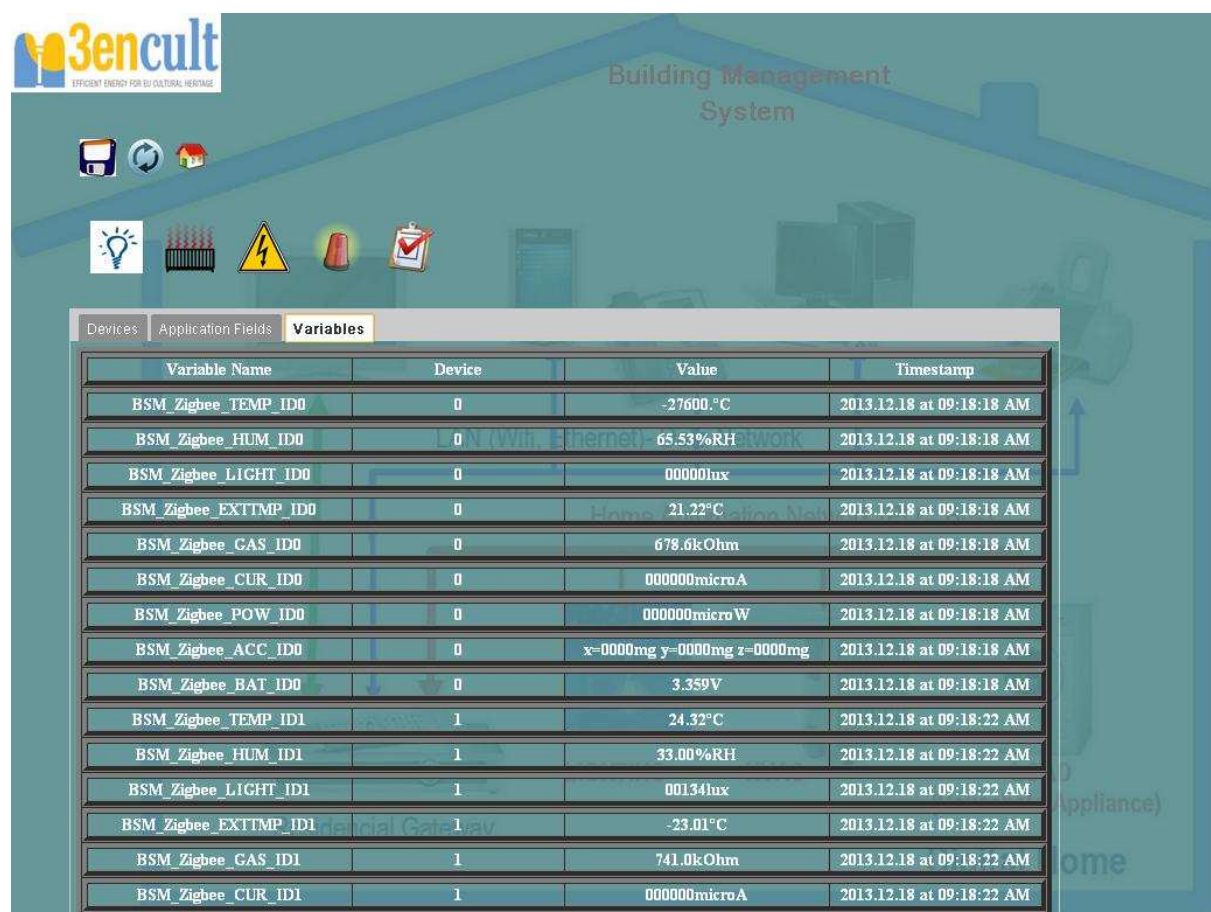 3encult
EFFICIENT ENERGY FOR EU CULTURAL HERITAGE
Building Management
System
Devices Application Fields Variables
Variable Name Device Value Timestamp
BSM_Zigbee_TEMP_ID0 0 -27600.°C 2013.12.18 at 09:18:18 AM
BSM_Zigbee_HUM_ID0 0 65.53%RH 2013.12.18 at 09:18:18 AM
LAN (Wifi, Ethernet)- Network
BSM_Zigbee_LIGHT_ID0 0 00000lux 2013.12.18 at 09:18:18 AM
BSM_Zigbee_EXTTMP_ID0 0 21.22°C 2013.12.18 at 09:18:18 AM
Home
BSM_Zigbee_GAS_ID0 0 678.6kOhm 2013.12.18 at 09:18:18 AM
BSM_Zigbee_CUR_ID0 0 000000microA 2013.12.18 at 09:18:18 AM
BSM_Zigbee_POW_ID0 0 000000microW 2013.12.18 at 09:18:18 AM
BSM_Zigbee_ACC_ID0 0 x=0000mg y=0000mg z=0000mg 2013.12.18 at 09:18:18 AM
BSM_Zigbee_BAT_ID0 0 3.359V 2013.12.18 at 09:18:18 AM
BSM_Zigbee_TEMP_ID1 1 24.32°C 2013.12.18 at 09:18:22 AM
BSM_Zigbee_HUM_ID1 1 33.00%RH 2013.12.18 at 09:18:22 AM
BSM_Zigbee_LIGHT_ID1 1 00134lux 2013.12.18 at 09:18:22 AM
Appliance)
BSM_Zigbee_EXTTMP_ID1 1 -23.01°C 2013.12.18 at 09:18:22 AM
Gateway
BSM_Zigbee_GAS_ID1 1 741.0kOhm 2013.12.18 at 09:18:22 AM
Home
BSM_Zigbee_CUR_ID1 1 000000microA 2013.12.18 at 09:18:22 AM